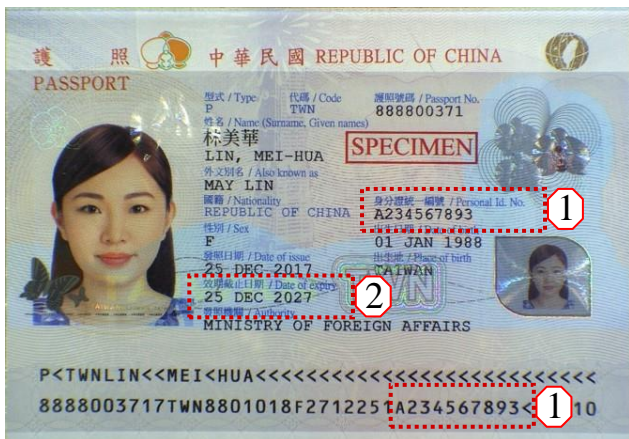 護 照 中 華 民 國 REPUBLIC OF CHINA
PASSPORT
型式 / Type 代碼 / Code 護照號碼 / Passport No.
P TWN 888800371
姓名 / Name (Surname, Given names)
林美華
LIN, MEI-HUA
SPECIMEN
外文別名 / Also known as
MAY LIN
國籍 / Nationality 身分證統一編號 / Personal Id. No.
REPUBLIC OF CHINA A234567893
1
性別 / Sex 出生日期 / Date of birth
F 01 JAN 1988
發照日期 / Date of issue 出生地 / Place of birth
25 DEC 2017 TAIWAN
效期截止日期 / Date of expiry
25 DEC 2027
2
TWN
發照機關 / Authority
MINISTRY OF FOREIGN AFFAIRS
P<TWNLIN<<MEI<HUA<<<<<<<<<<<<<<<<<<<<<<<<<<<
8888003717TWN8801018F2712251A234567893< 1 10